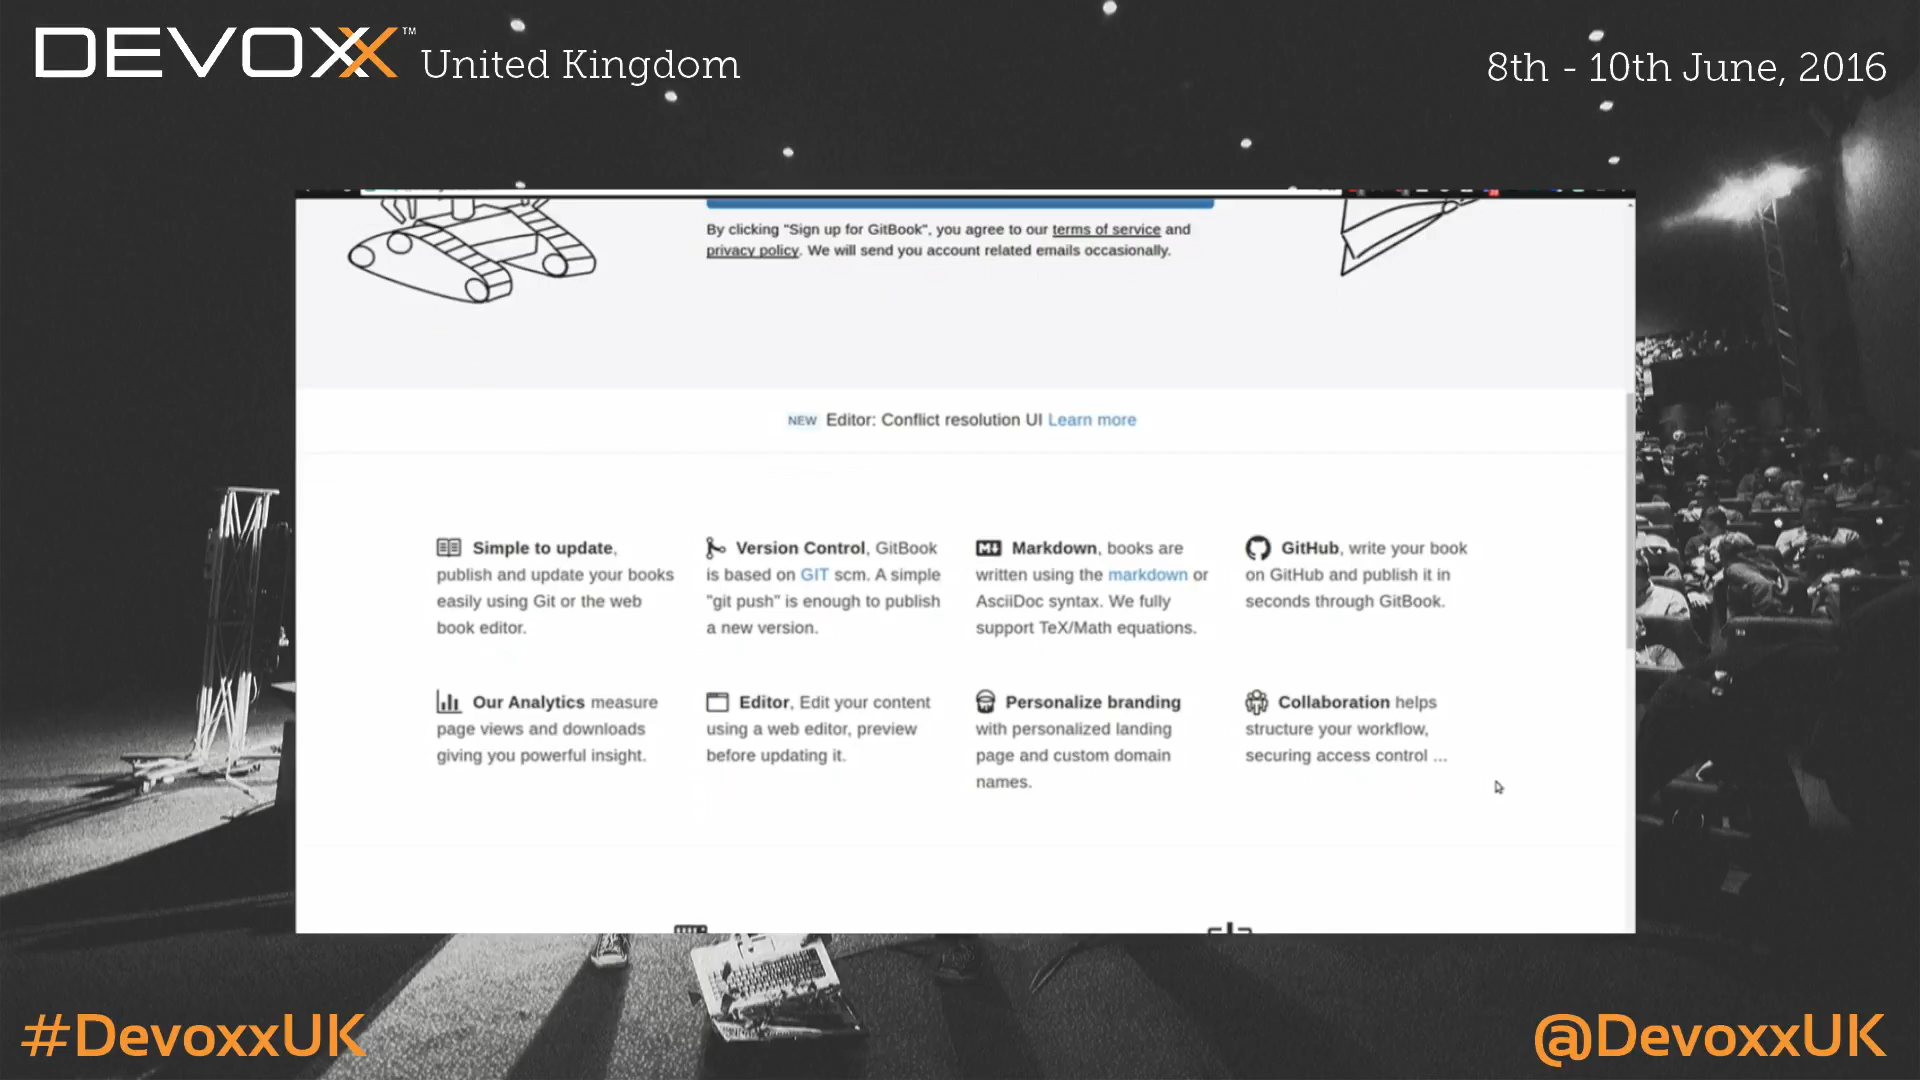 DEVOXX™ United Kingdom
8th - 10th June, 2016
By clicking "Sign up for GitBook", you agree to our terms of service and
privacy policy. We will send you account related emails occasionally.
NEW Editor: Conflict resolution UI Learn more
Simple to update,
publish and update your books
easily using Git or the web
book editor.
Version Control, GitBook
is based on GIT scm. A simple
"git push" is enough to publish
a new version.
M Markdown, books are
written using the markdown or
AsciiDoc syntax. We fully
support TeX/Math equations.
GitHub, write your book
on GitHub and publish it in
seconds through GitBook.
Our Analytics measure
page views and downloads
giving you powerful insight.
Editor, Edit your content
using a web editor, preview
before updating it.
Personalize branding
with personalized landing
page and custom domain
names.
Collaboration helps
structure your workflow,
securing access control ...
#DevoxxUK
@DevoxxUK